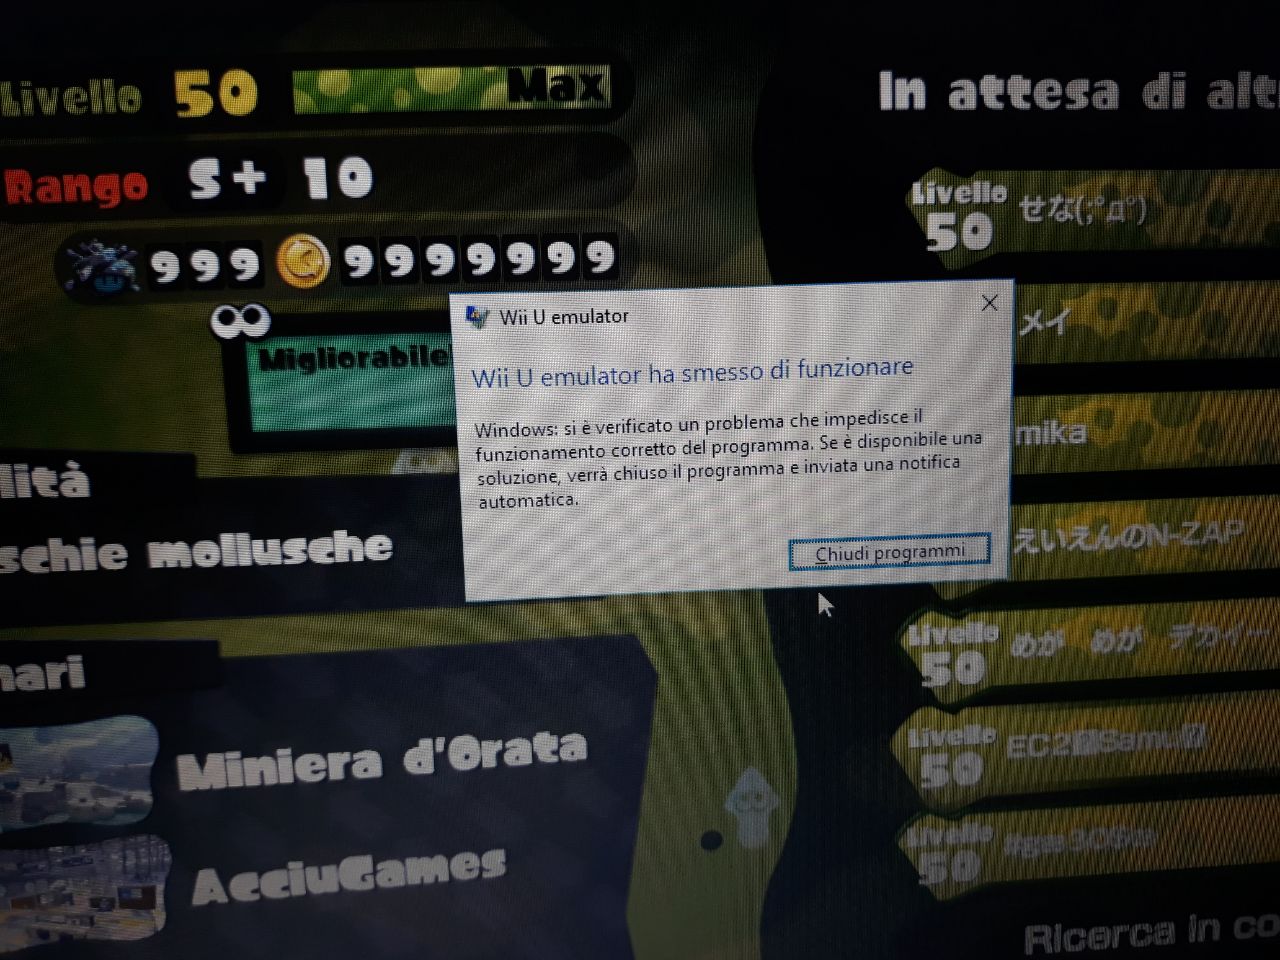 Livello 50 Max
Rango S+ 10
999 9999999
Migliorabile
lità
schie mollusche
nari
Miniera d'Orata
AcciuGames
In attesa di alt
Livello 50 せな(;°д°)
メイ
mika
えいえんのN-ZAP
Livello 50 めが めが デカイー
Livello 50
Livello 50
Ricerca in co
Wii U emulator
Wii U emulator ha smesso di funzionare
Windows: si è verificato un problema che impedisce il
funzionamento corretto del programma. Se è disponibile una
soluzione, verrà chiuso il programma e inviata una notifica
automatica.
Chiudi programmi